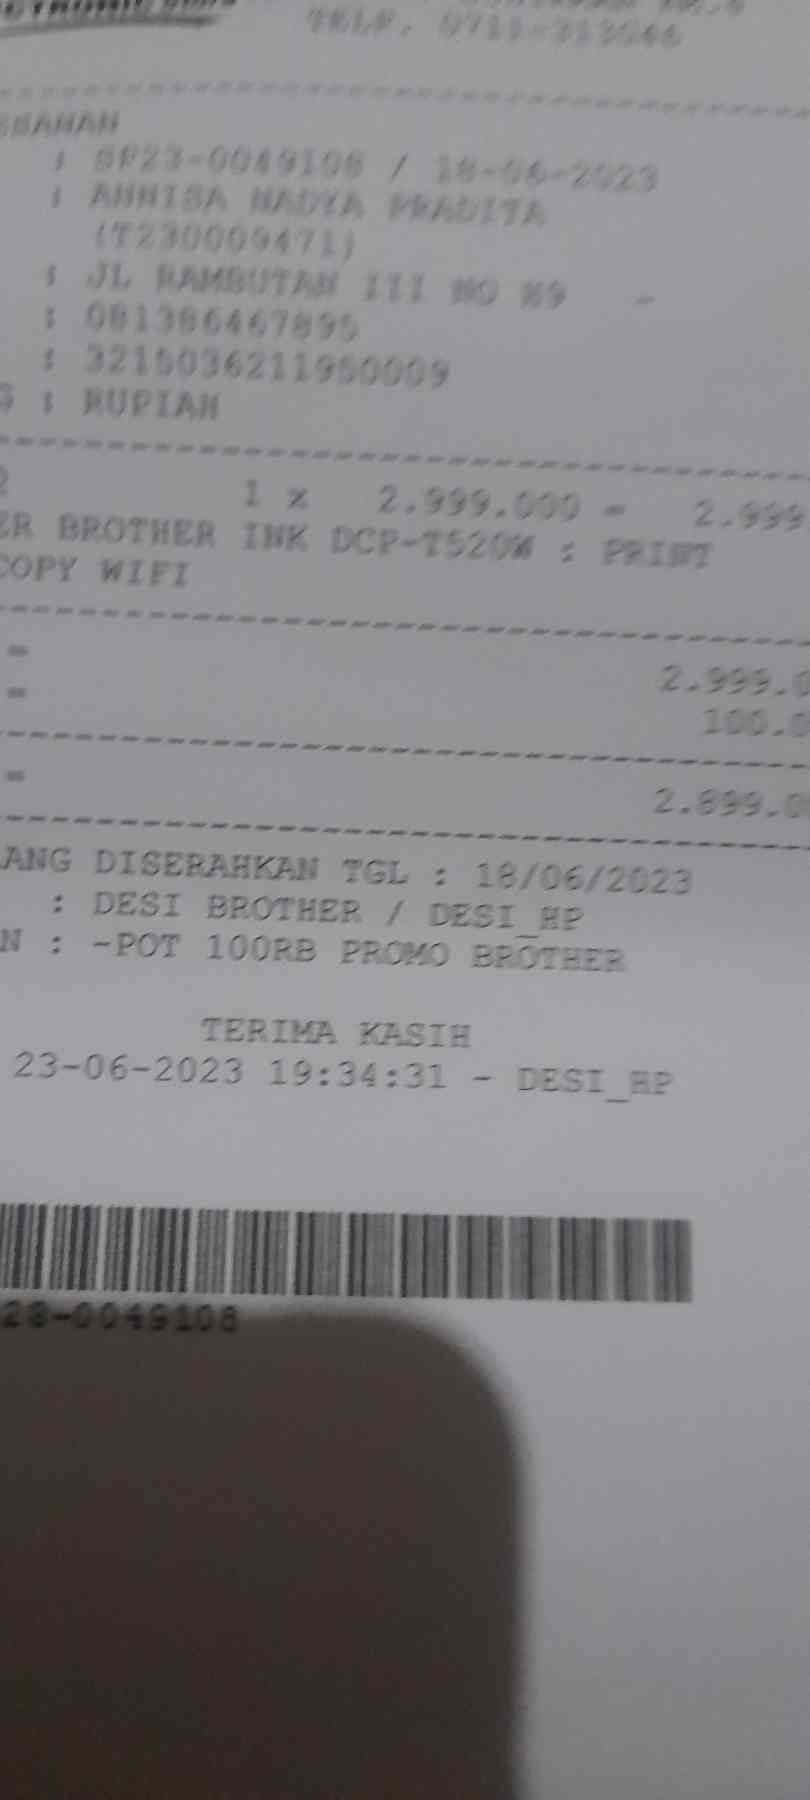 TELP. 0711-313046
: SP23-0049108 / 18-06-2023
: ANNISA NADYA PRADITA
(T230009471)
: JL RAMBUTAN III NO
: 081386467895
: 3215036211950009
G : RUPIAH
1 x 2.999.000 = 2.999
ER BROTHER INK DCP-T520W : PRINT
COPY WIFI
= 2.999.0
= 100.0
= 2.899.0
ANG DISERAHKAN TGL : 18/06/2023
: DESI BROTHER / DESI_HP
N : -POT 100RB PROMO BROTHER
TERIMA KASIH
23-06-2023 19:34:31 - DESI_HP
23-0049108